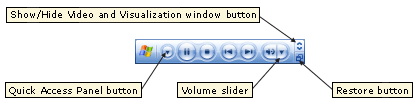 Show/Hide Video and Visualization window button
Quick Access Panel button
Volume slider
Restore button